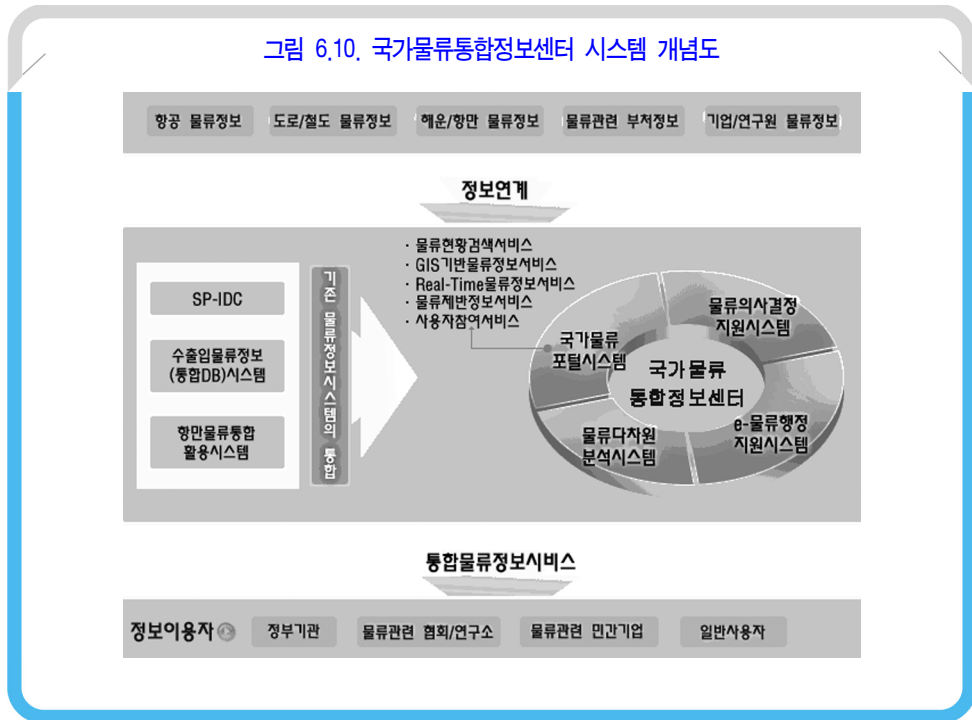 그림 6.10. 국가물류통합정보센터 시스템 개념도
항공 물류정보
도로/철도 물류정보
해운/항만 물류정보
물류관련 부처정보
기업/연구원 물류정보
정보연계
SP-IDC
수출입물류정보
(통합DB)시스템
항만물류통합
활용시스템
기존 물류정보시스템의 통합
· 물류현황검색서비스
· GIS기반물류정보서비스
· Real-Time물류정보서비스
· 물류제반정보서비스
· 사용자참여서비스
국가물류
포털시스템
물류의사결정
지원시스템
국가물류
통합정보센터
물류다차원
분석시스템
e-물류행정
지원시스템
통합물류정보서비스
정보이용자
정부기관
물류관련 협회/연구소
물류관련 민간기업
일반사용자